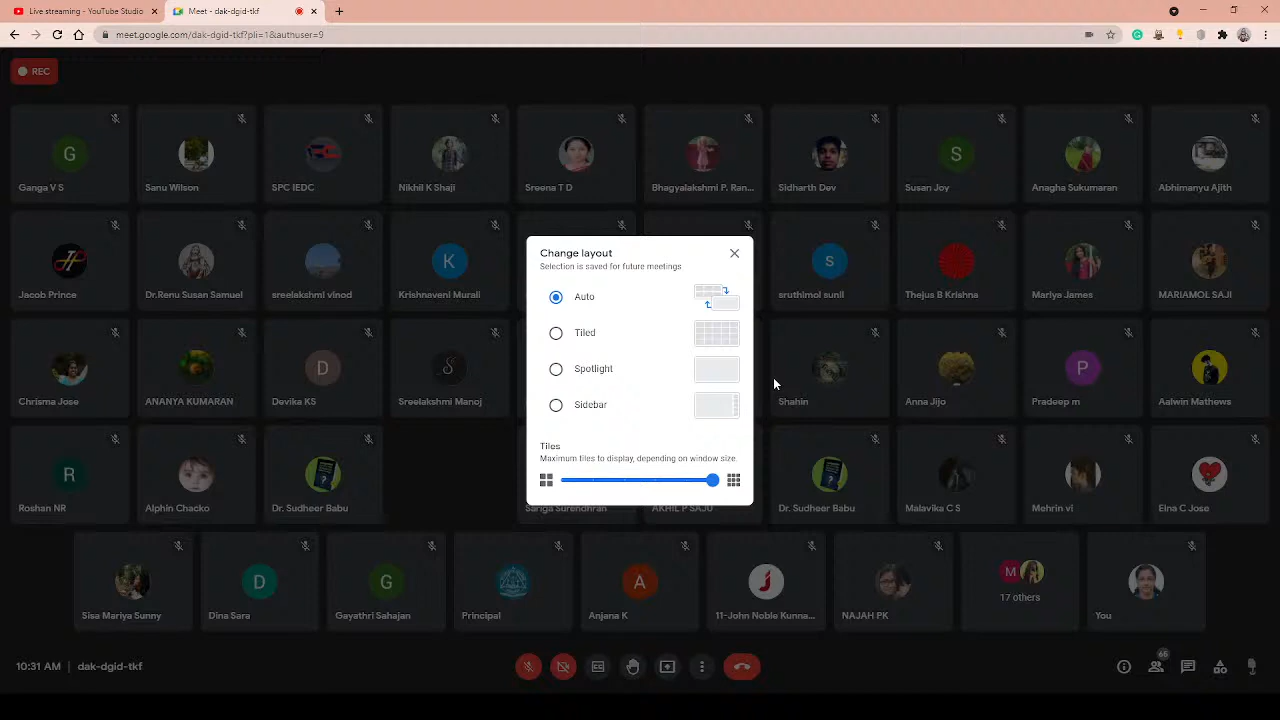 Live streaming - YouTube Studio
Meet - dak-dgid-tkf
meet.google.com/dak-dgid-tkf?pli=1&authuser=9
REC
G
S
Ganga V S
Sanu Wilson
SPC IEDC
Nikhil K Shaji
Sreena T D
Bhagyalakshmi P. Ran...
Sidharth Dev
Susan Joy
Anagha Sukumaran
Abhimanyu Ajith
K
s
Jacob Prince
Dr.Renu Susan Samuel
sreelakshmi vinod
Krishnaveni Murali
sruthimol sunil
Thejus B Krishna
Mariya James
MARIAMOL SAJI
Change layout
Selection is saved for future meetings
Auto
Tiled
Spotlight
Sidebar
Tiles
Maximum tiles to display, depending on window size.
D
S
P
Chrisma Jose
ANANYA KUMARAN
Devika KS
Sreelakshmi Manoj
Shahin
Anna Jijo
Pradeep m
Aalwin Mathews
R
Roshan NR
Alphin Chacko
Dr. Sudheer Babu
Sariga Surendhran
AKHIL P SAJU
Dr. Sudheer Babu
Malavika C S
Mehrin vl
Elna C Jose
D
G
A
M
17 others
Sisa Mariya Sunny
Dina Sara
Gayathri Sahajan
Principal
Anjana K
11-John Noble Kunna...
NAJAH PK
You
10:31 AM | dak-dgid-tkf
65